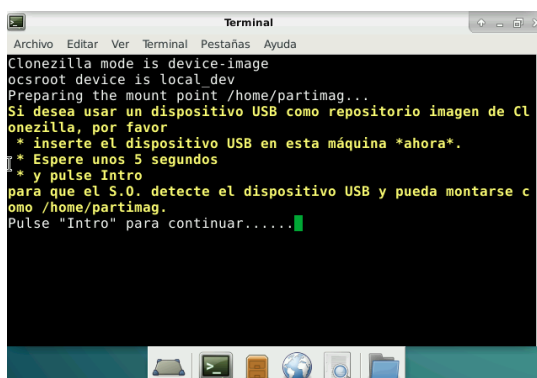 Terminal
Archivo Editar Ver Terminal Pestañas Ayuda
Clonezilla mode is device-image
ocsroot device is local_dev
Preparing the mount point /home/partimag...
Si desea usar un dispositivo USB como repositorio imagen de Cl
onezilla, por favor
* inserte el dispositivo USB en esta máquina *ahora*.
* Espere unos 5 segundos
* y pulse Intro
para que el S.O. detecte el dispositivo USB y pueda montarse c
omo /home/partimag.
Pulse "Intro" para continuar......